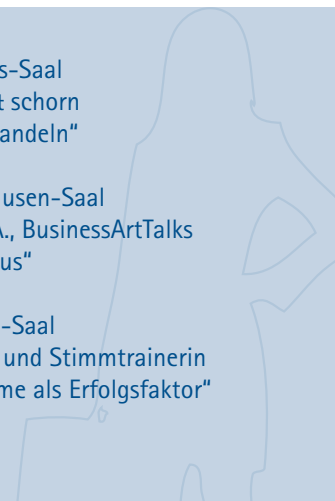 s-Saal
t schorn
andeln“
usen-Saal
A., BusinessArtTalks
us“
-Saal
und Stimmtrainerin
me als Erfolgsfaktor“